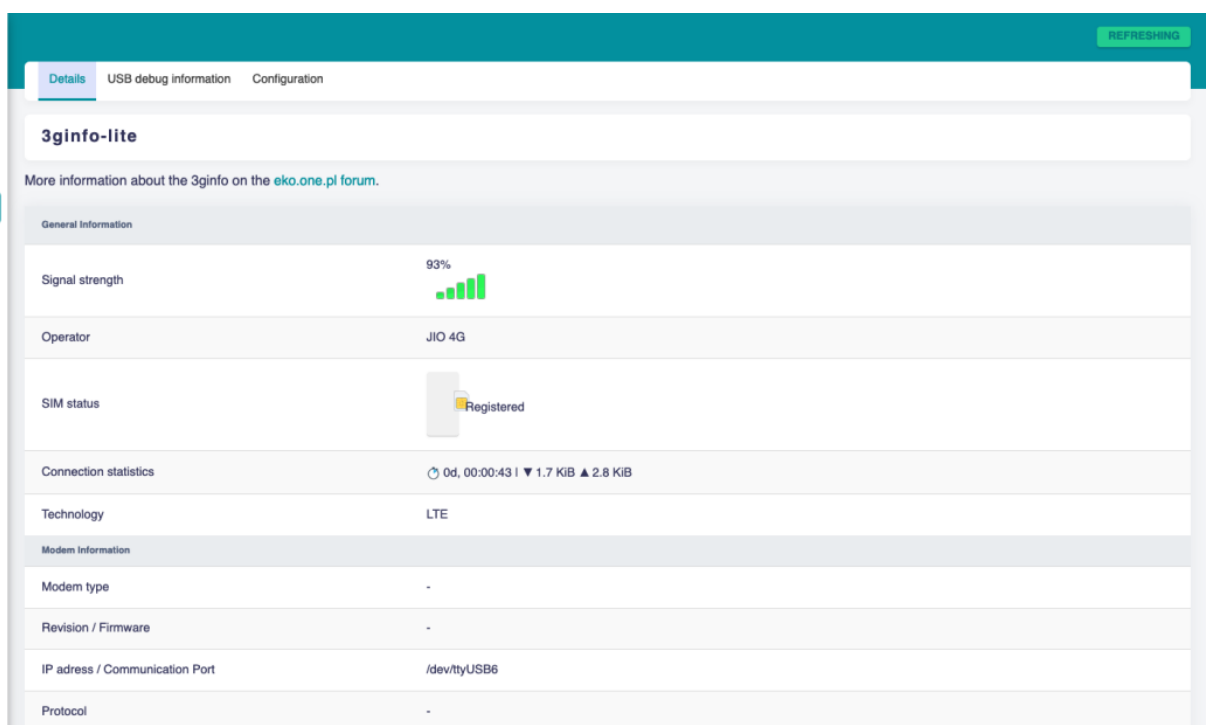 REFRESHING
Details USB debug information Configuration
3ginfo-lite
More information about the 3ginfo on the eko.one.pl forum.
General Information
Signal strength 93%
Operator JIO 4G
SIM status Registered
Connection statistics 0d, 00:00:43 | ▼ 1.7 KiB ▲ 2.8 KiB
Technology LTE
Modem Information
Modem type -
Revision / Firmware -
IP adress / Communication Port /dev/ttyUSB6
Protocol -